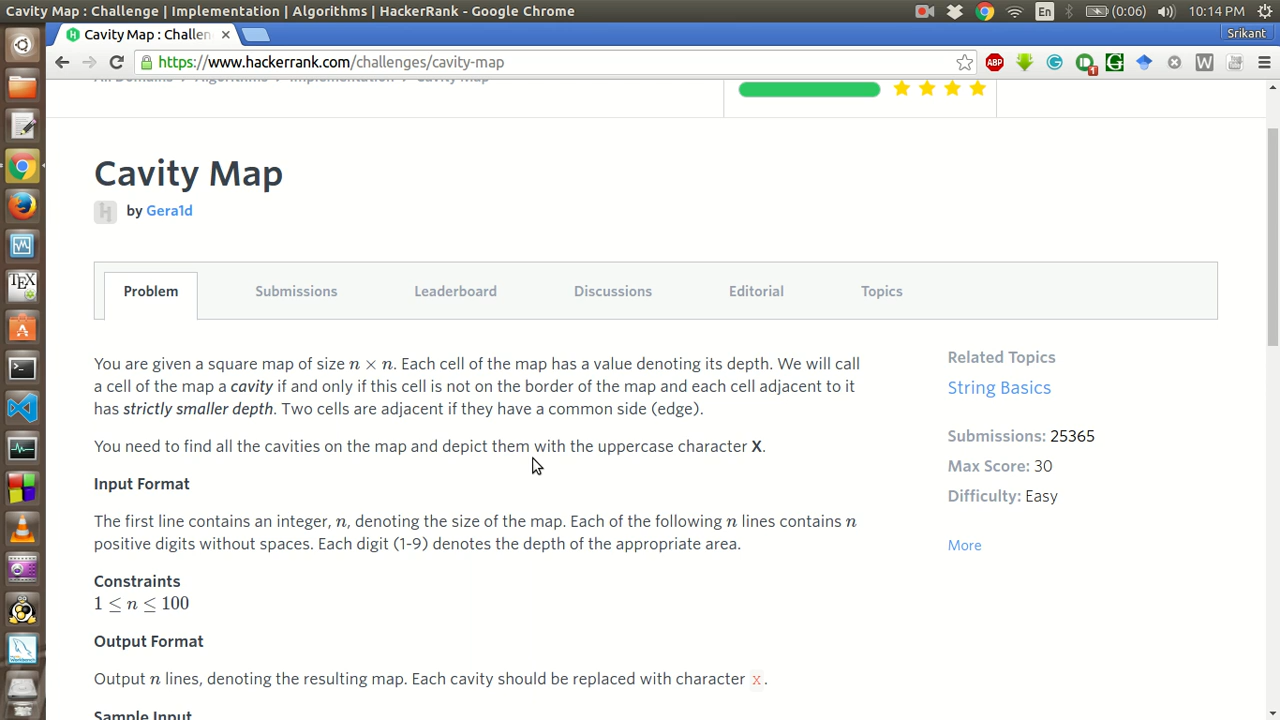 Cavity Map : Challenge | Implementation | Algorithms | HackerRank - Google Chrome
En
(0:06)
10:14 PM
Cavity Map : Challen
Srikant
https://www.hackerrank.com/challenges/cavity-map
ABP
Cavity Map
by Gera1d
Problem
Submissions
Leaderboard
Discussions
Editorial
Topics
You are given a square map of size n × n. Each cell of the map has a value denoting its depth. We will call
a cell of the map a cavity if and only if this cell is not on the border of the map and each cell adjacent to it
has strictly smaller depth. Two cells are adjacent if they have a common side (edge).
You need to find all the cavities on the map and depict them with the uppercase character X.
Input Format
The first line contains an integer, n, denoting the size of the map. Each of the following n lines contains n
positive digits without spaces. Each digit (1-9) denotes the depth of the appropriate area.
Constraints
1 ≤ n ≤ 100
Output Format
Output n lines, denoting the resulting map. Each cavity should be replaced with character X.
Sample Input
Related Topics
String Basics
Submissions: 25365
Max Score: 30
Difficulty: Easy
More